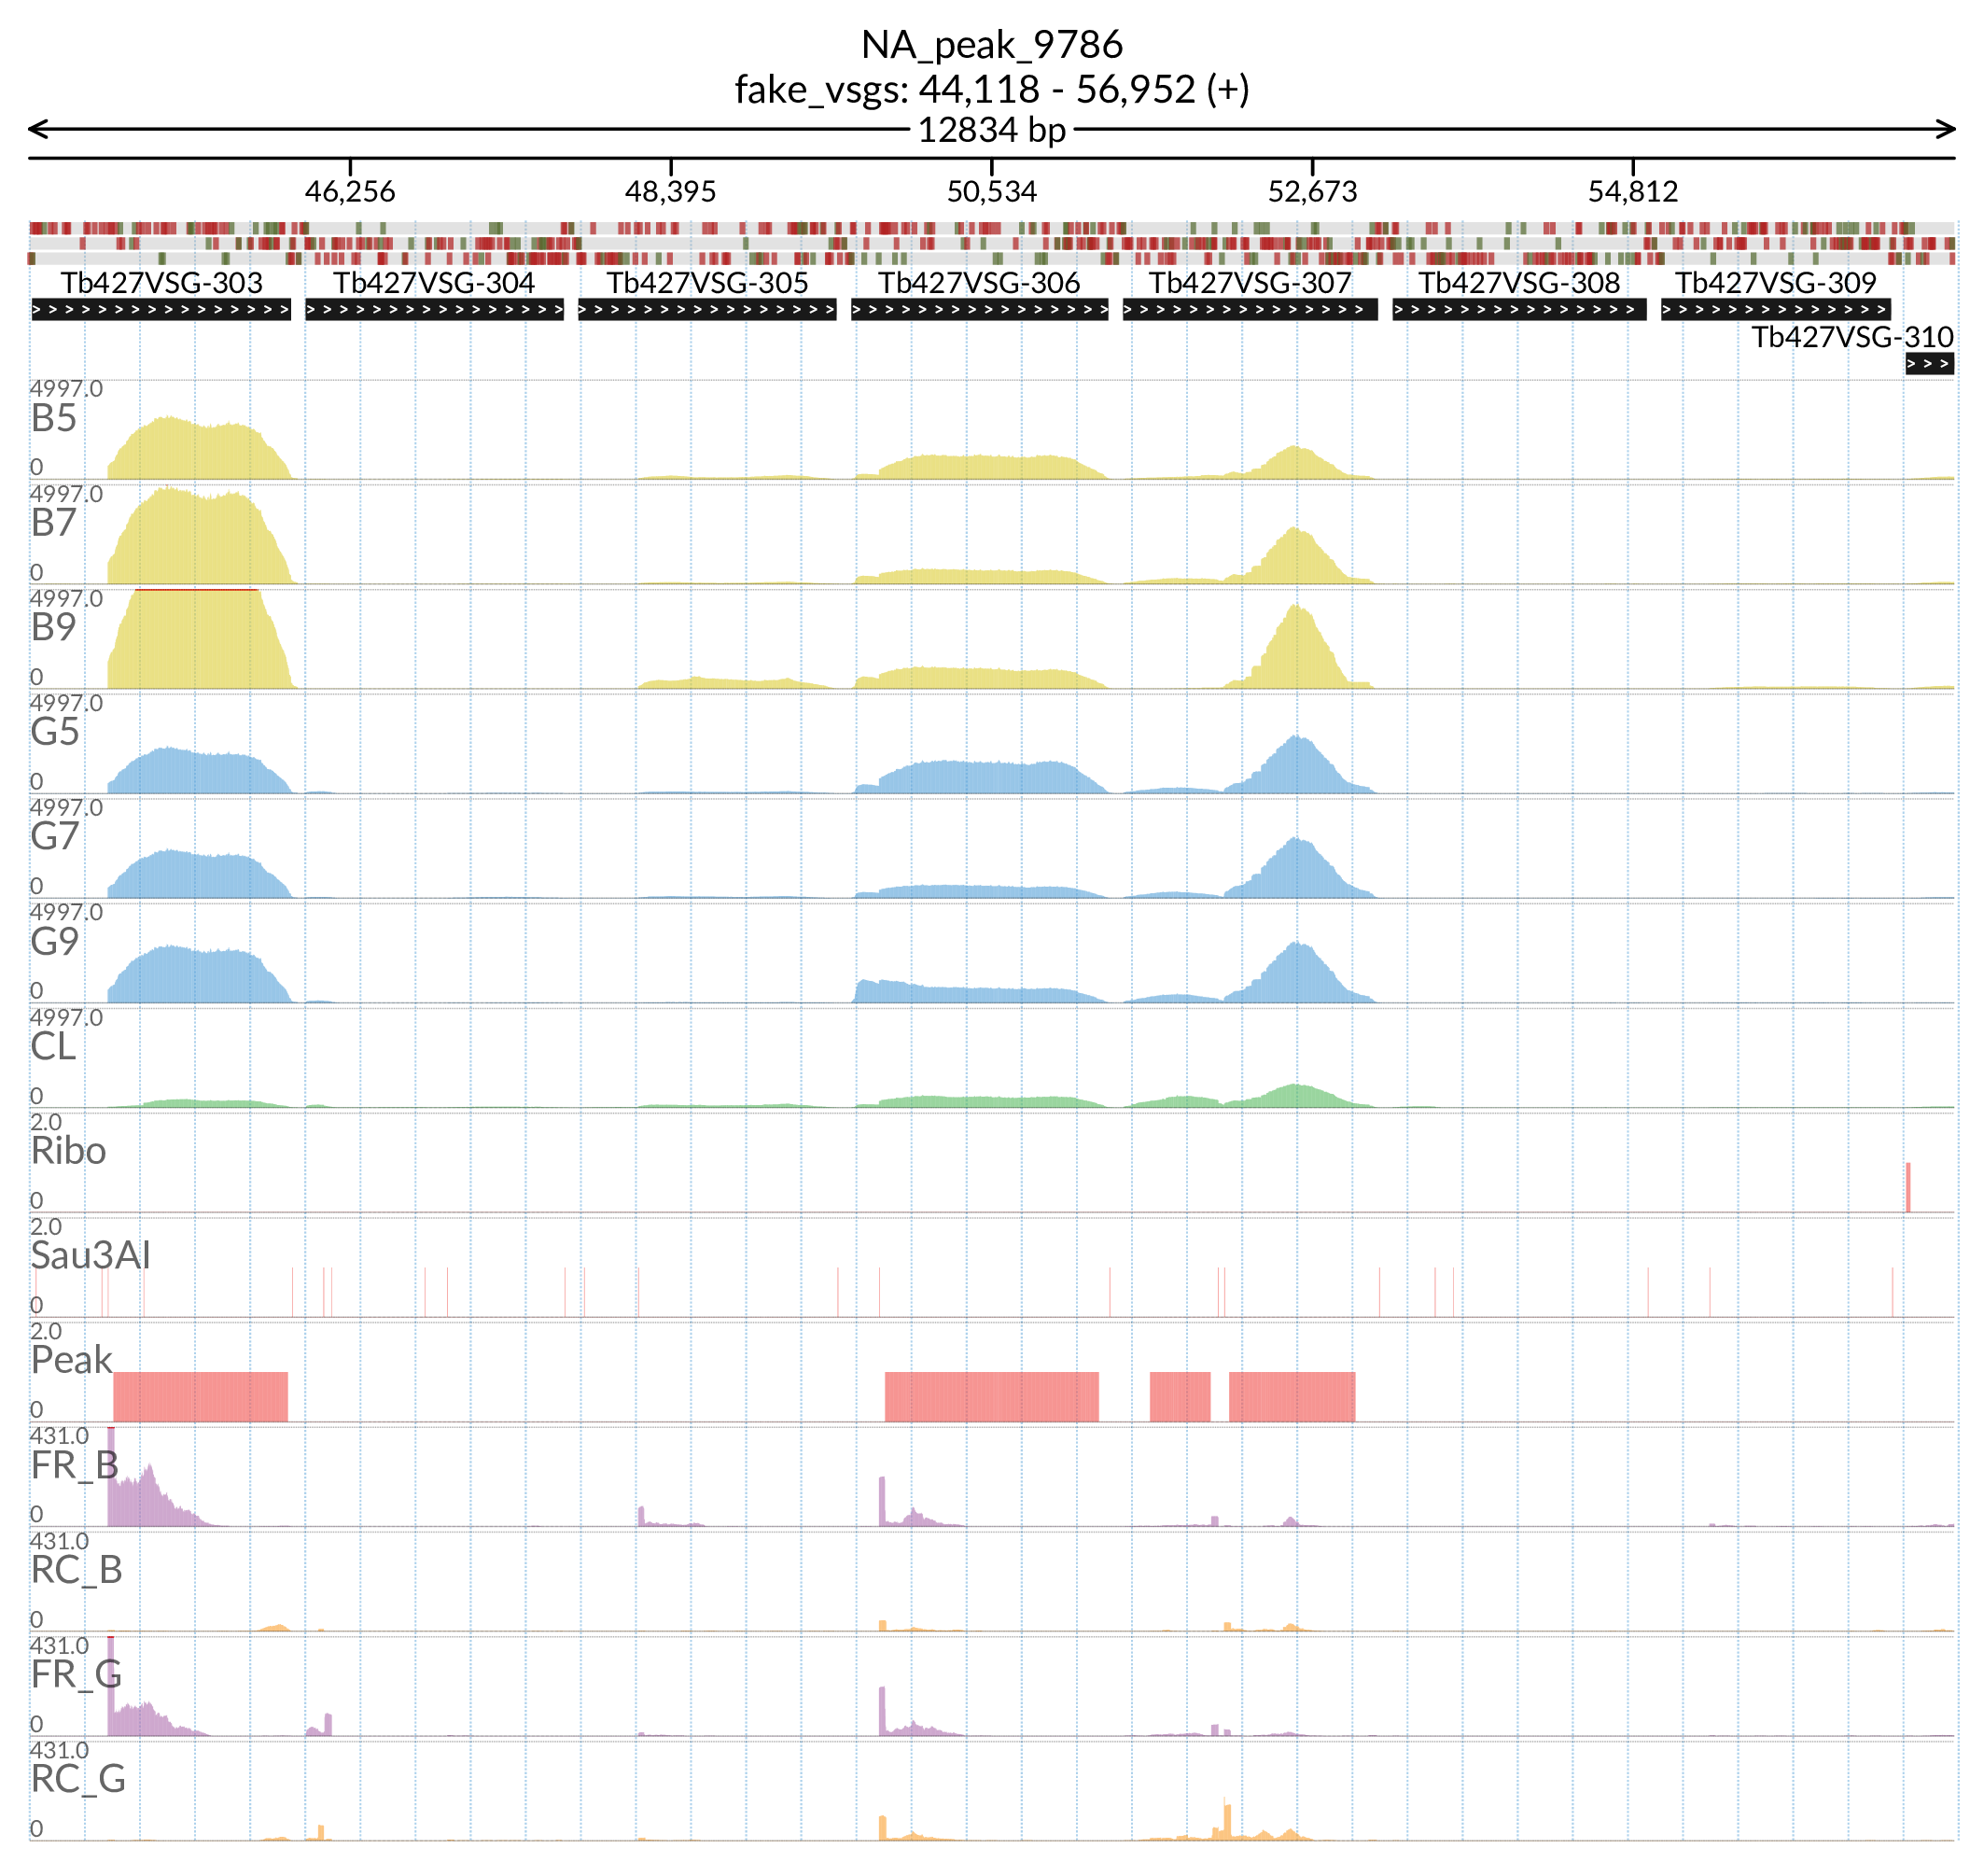 NA_peak_9786
fake_vsgs: 44,118 - 56,952 (+)
12834 bp
46,256 48,395 50,534 52,673 54,812
Tb427VSG-303 Tb427VSG-304 Tb427VSG-305 Tb427VSG-306 Tb427VSG-307 Tb427VSG-308 Tb427VSG-309
Tb427VSG-310
4997.0
B5
0
4997.0
B7
0
4997.0
B9
0
4997.0
G5
0
4997.0
G7
0
4997.0
G9
0
4997.0
CL
0
2.0
Ribo
0
2.0
Sau3AI
0
2.0
Peak
0
431.0
FR_B
0
431.0
RC_B
0
431.0
FR_G
0
431.0
RC_G
0